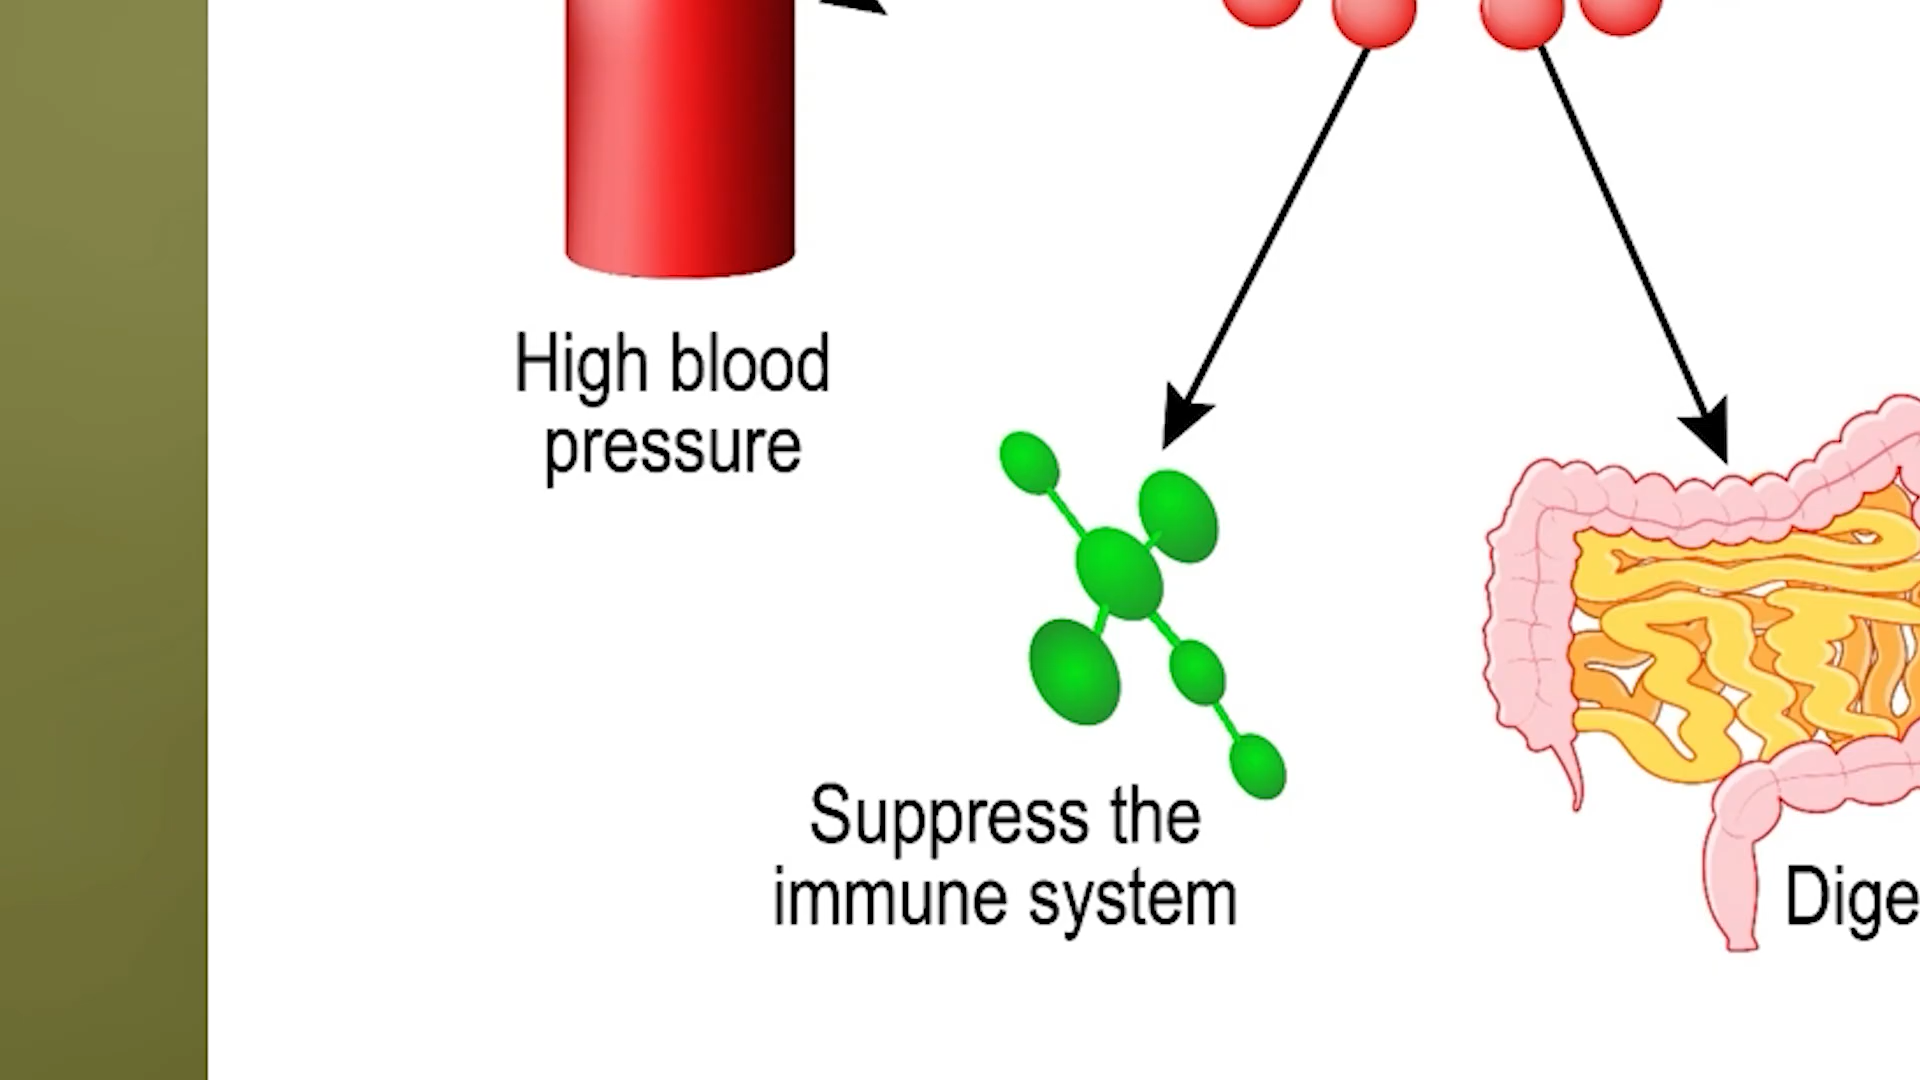 High blood
pressure
Suppress the
immune system